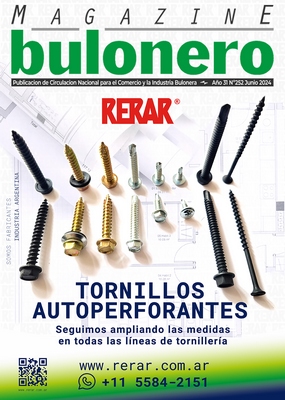 MAGAZINE
bulonero
Publicacion de Circulacion Nacional para el Comercio y la Industria Bulonera Año 31 N°252 Junio 2024
RERAR®
SOMOS FABRICANTES
INDUSTRIA ARGENTINA
TORNILLOS
AUTOPERFORANTES
Seguimos ampliando las medidas
en todas las líneas de tornillería
www.rerar.com.ar
+11 5584-2151